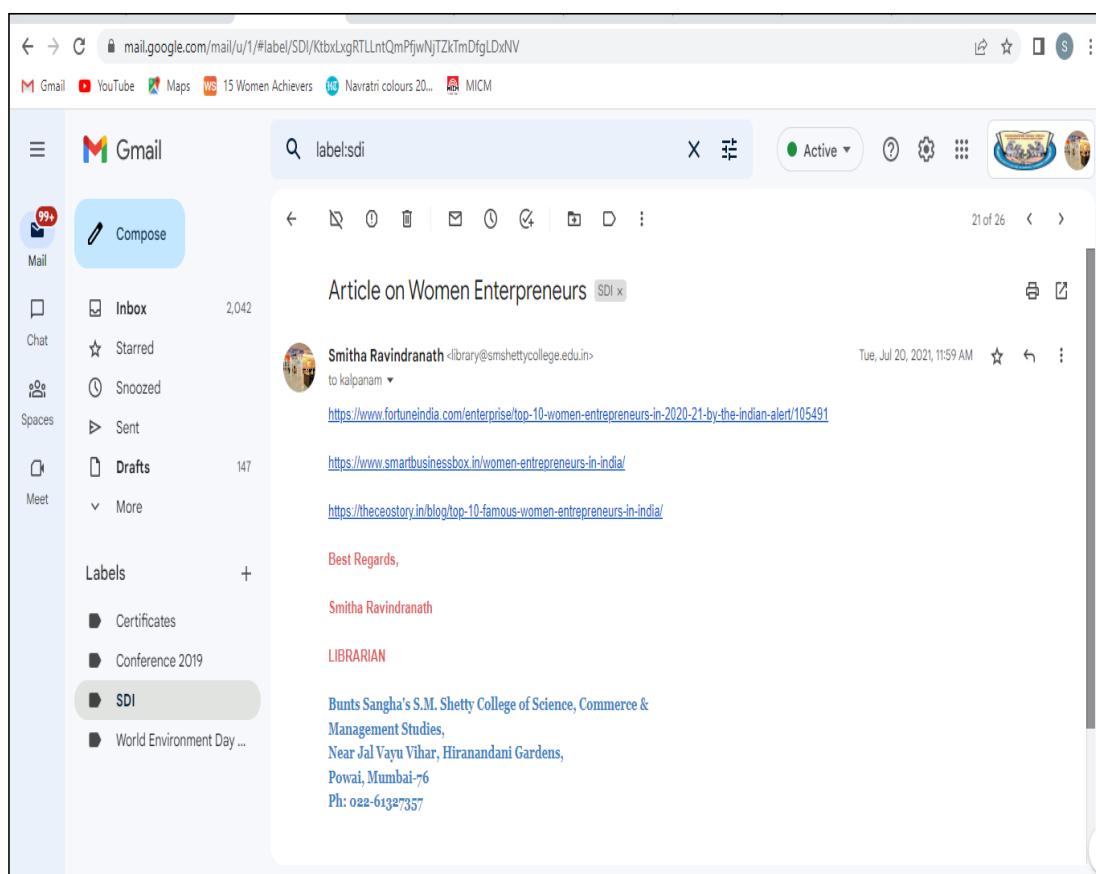 mail.google.com/mail/u/1/#label/SDI/KtbxLxgRTLLntQmPfjwNjTZkTmDfgLDxNV
S
Gmail YouTube Maps WS 15 Women Achievers Navratri colours 20... MICM
Gmail label:sdi Active
99+
Mail
Compose
21 of 26
Article on Women Enterpreneurs SDI x
Inbox 2,042
Chat
Starred
Smitha Ravindranath <library@smshettycollege.edu.in> Tue, Jul 20, 2021, 11:59 AM
to kalpanam
Snoozed
Spaces
https://www.fortuneindia.com/enterprise/top-10-women-entrepreneurs-in-2020-21-by-the-indian-alert/105491
Sent
https://www.smartbusinessbox.in/women-entrepreneurs-in-india/
Drafts 147
Meet
More
https://theceostory.in/blog/top-10-famous-women-entrepreneurs-in-india/
Best Regards,
Labels +
Smitha Ravindranath
Certificates
LIBRARIAN
Conference 2019
SDI
Bunts Sangha's S.M. Shetty College of Science, Commerce &
Management Studies,
World Environment Day ...
Near Jal Vayu Vihar, Hiranandani Gardens,
Powai, Mumbai-76
Ph: 022-61327357